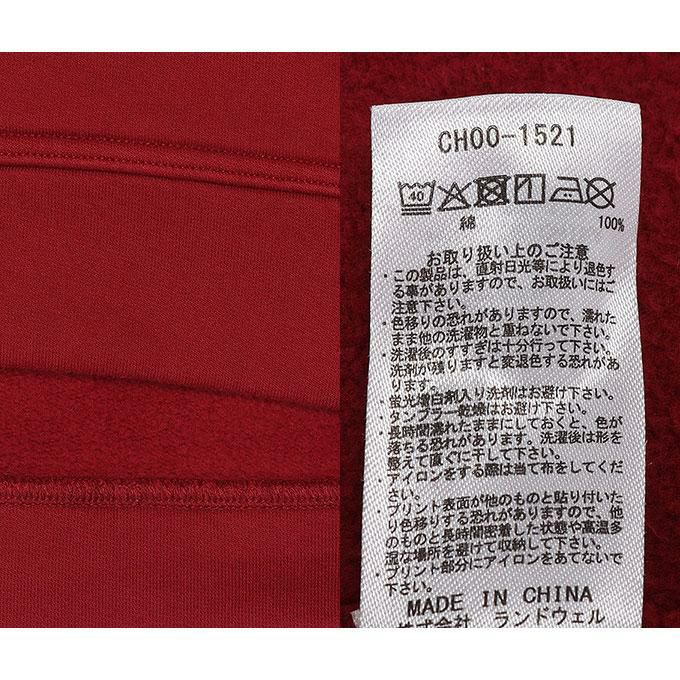 CH00-1521
40
綿 100%
お取り扱い上のご注意
・この製品は、直射日光等により退色す
る事がありますので、お取扱いにはご
注意下さい。
・色移りの恐れがありますので、濡れた
まま他の洗濯物と重ねないで下さい。
・洗濯後のすすぎは十分行って下さい。
洗剤が残りますと変退色する恐れがあ
ります。
・蛍光増白剤入り洗剤はお避け下さい。
・タンブラー乾燥はお避け下さい。
・長時間濡れたままにしておくと、色が
落ちる恐れがあります。洗濯後は形を
整えて直ぐに干して下さい。
・アイロンをする際は当て布をしてくだ
さい。
・プリント表面が他のものと貼り付いた
り色移りする恐れがありますので、他
のものと長時間密着した状態や高温多
湿な場所を避けて収納して下さい。
・プリント部分にアイロンをあてないで
下さい。
MADE IN CHINA
株式会社 ランドウェル